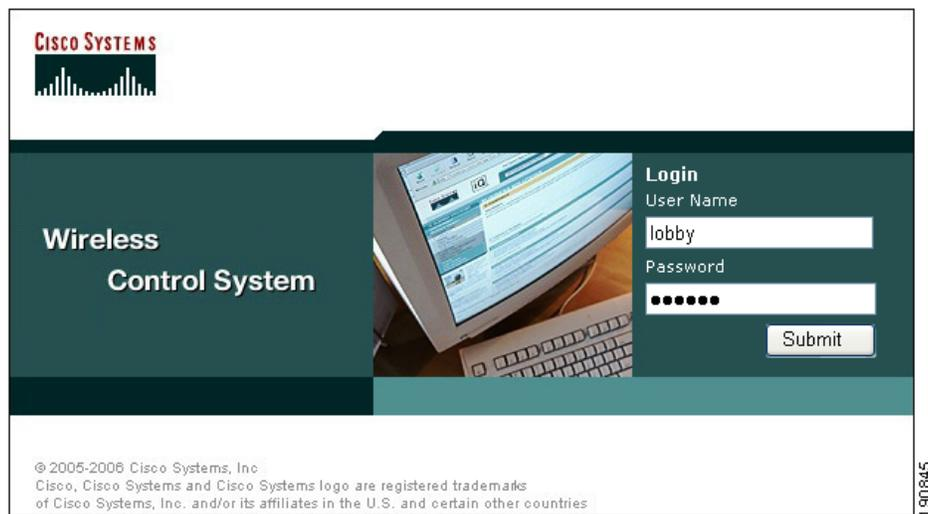 CISCO SYSTEMS
Wireless
Control System
iQ
Login
User Name
lobby
Password
••••••
Submit
© 2005-2006 Cisco Systems, Inc
Cisco, Cisco Systems and Cisco Systems logo are registered trademarks
of Cisco Systems, Inc. and/or its affiliates in the U.S. and certain other countries
190845